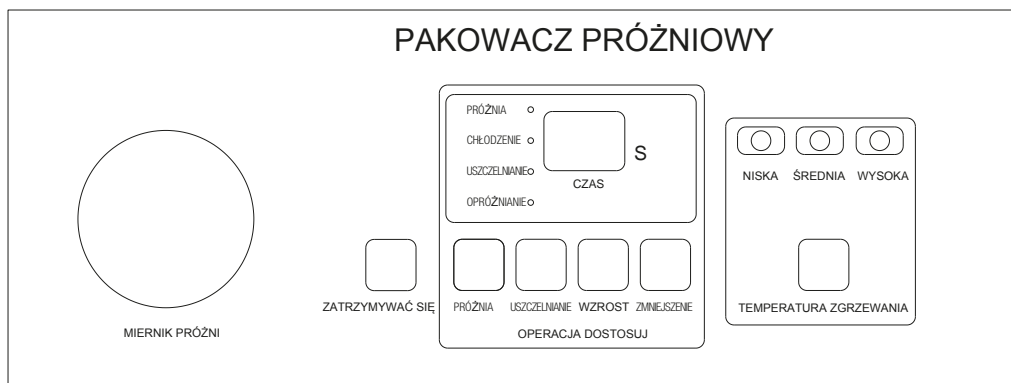 PAKOWACZ PRÓŻNIOWY
PRÓŻNIA
CHŁODZENIE
USZCZELNIANIE
OPRÓŻNIANIE
S
CZAS
NISKA ŚREDNIA WYSOKA
ZATRZYMYWAĆ SIĘ PRÓŻNIA USZCZELNIANIE WZROST ZMNIEJSZENIE
TEMPERATURA ZGRZEWANIA
MIERNIK PRÓŻNI
OPERACJA DOSTOSUJ